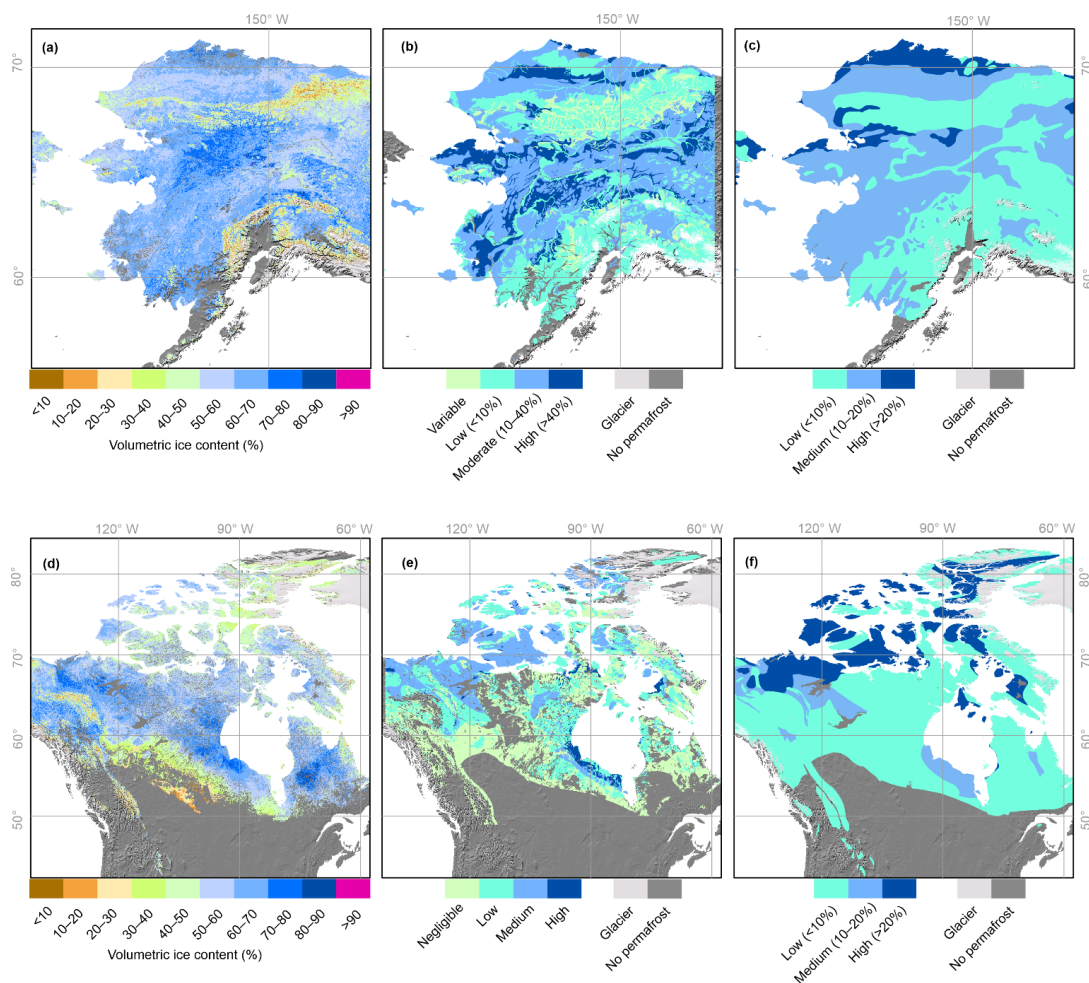 150° W
150° W
150° W
(a)
(b)
(c)
70°
70°
60°
60°
<10
10–20
20–30
30–40
40–50
50–60
60–70
70–80
80–90
>90
Volumetric ice content (%)
Variable
Low (<10%)
Moderate (10–40%)
High (>40%)
Glacier
No permafrost
Low (<10%)
Medium (10–20%)
High (>20%)
Glacier
No permafrost
120° W
90° W
60° W
120° W
90° W
60° W
120° W
90° W
60° W
(d)
(e)
(f)
80°
80°
70°
70°
60°
60°
50°
50°
<10
10–20
20–30
30–40
40–50
50–60
60–70
70–80
80–90
>90
Volumetric ice content (%)
Negligible
Low
Medium
High
Glacier
No permafrost
Low (<10%)
Medium (10–20%)
High (>20%)
Glacier
No permafrost